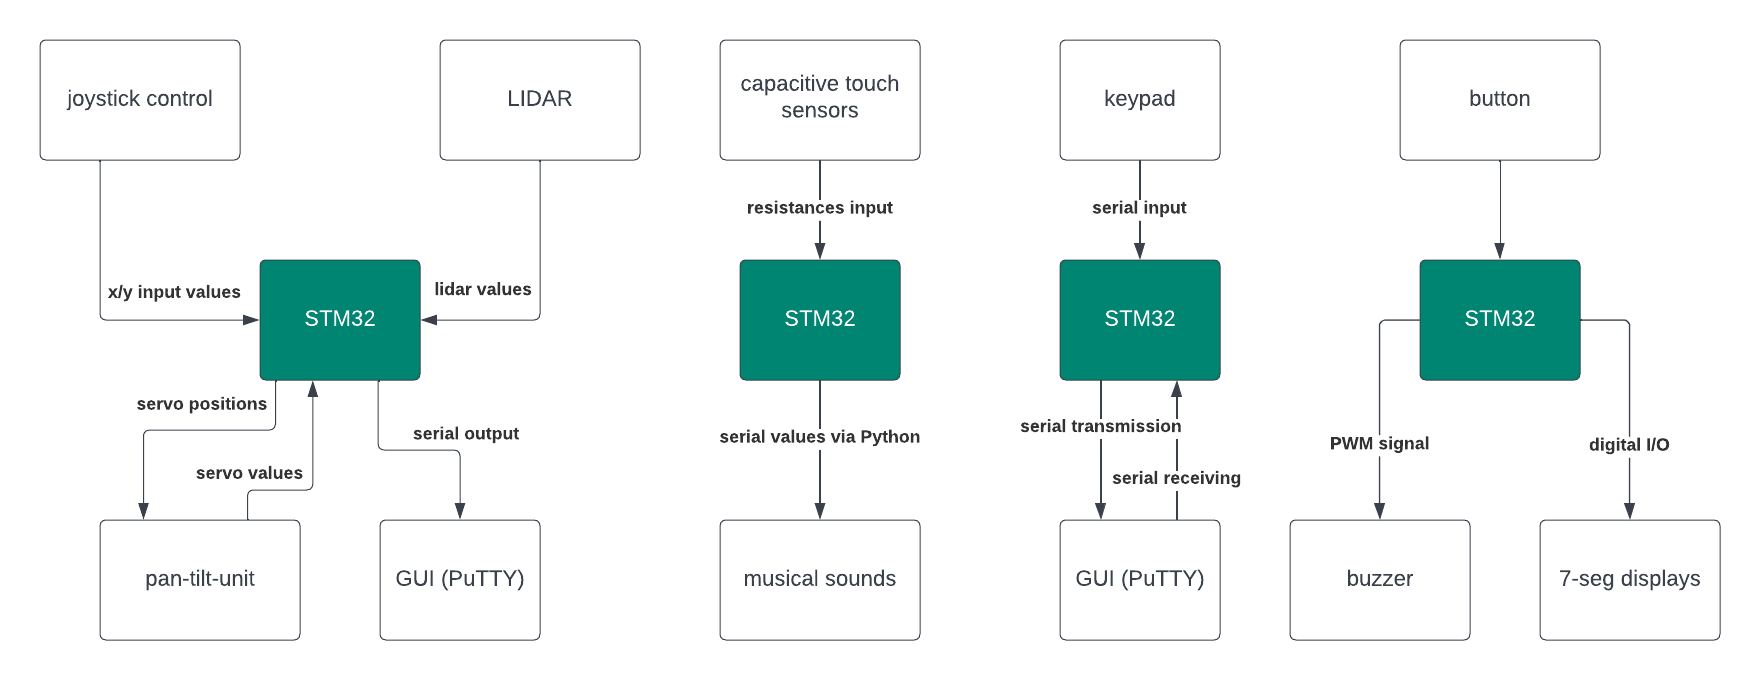 joystick control
LIDAR
capacitive touch
sensors
keypad
button
resistances input
serial input
x/y input values
lidar values
STM32
STM32
STM32
STM32
servo positions
serial output
servo values
serial values via Python
serial transmission
serial receiving
PWM signal
digital I/O
pan-tilt-unit
GUI (PuTTY)
musical sounds
GUI (PuTTY)
buzzer
7-seg displays